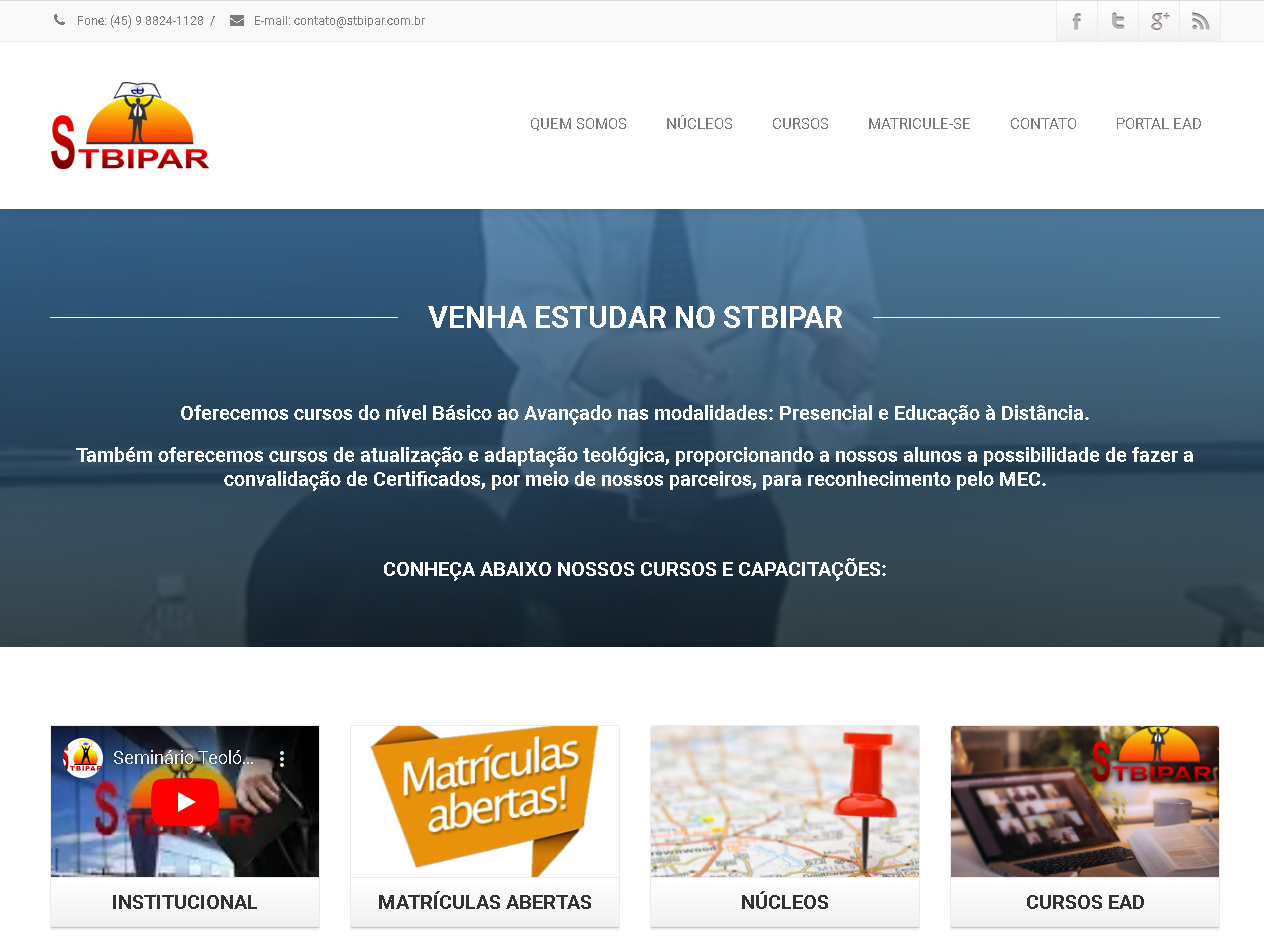 Fone: (45) 9 8824-1128 / E-mail: contato@stbipar.com.br
STBIPAR
QUEM SOMOS NÚCLEOS CURSOS MATRICULE-SE CONTATO PORTAL EAD
VENHA ESTUDAR NO STBIPAR
Oferecemos cursos do nível Básico ao Avançado nas modalidades: Presencial e Educação à Distância.
Também oferecemos cursos de atualização e adaptação teológica, proporcionando a nossos alunos a possibilidade de fazer a
convalidação de Certificados, por meio de nossos parceiros, para reconhecimento pelo MEC.
CONHEÇA ABAIXO NOSSOS CURSOS E CAPACITAÇÕES:
Seminário Teoló...
STBIPAR
STBIPAR
Matrículas
abertas!
STBIPAR
INSTITUCIONAL MATRÍCULAS ABERTAS NÚCLEOS CURSOS EAD